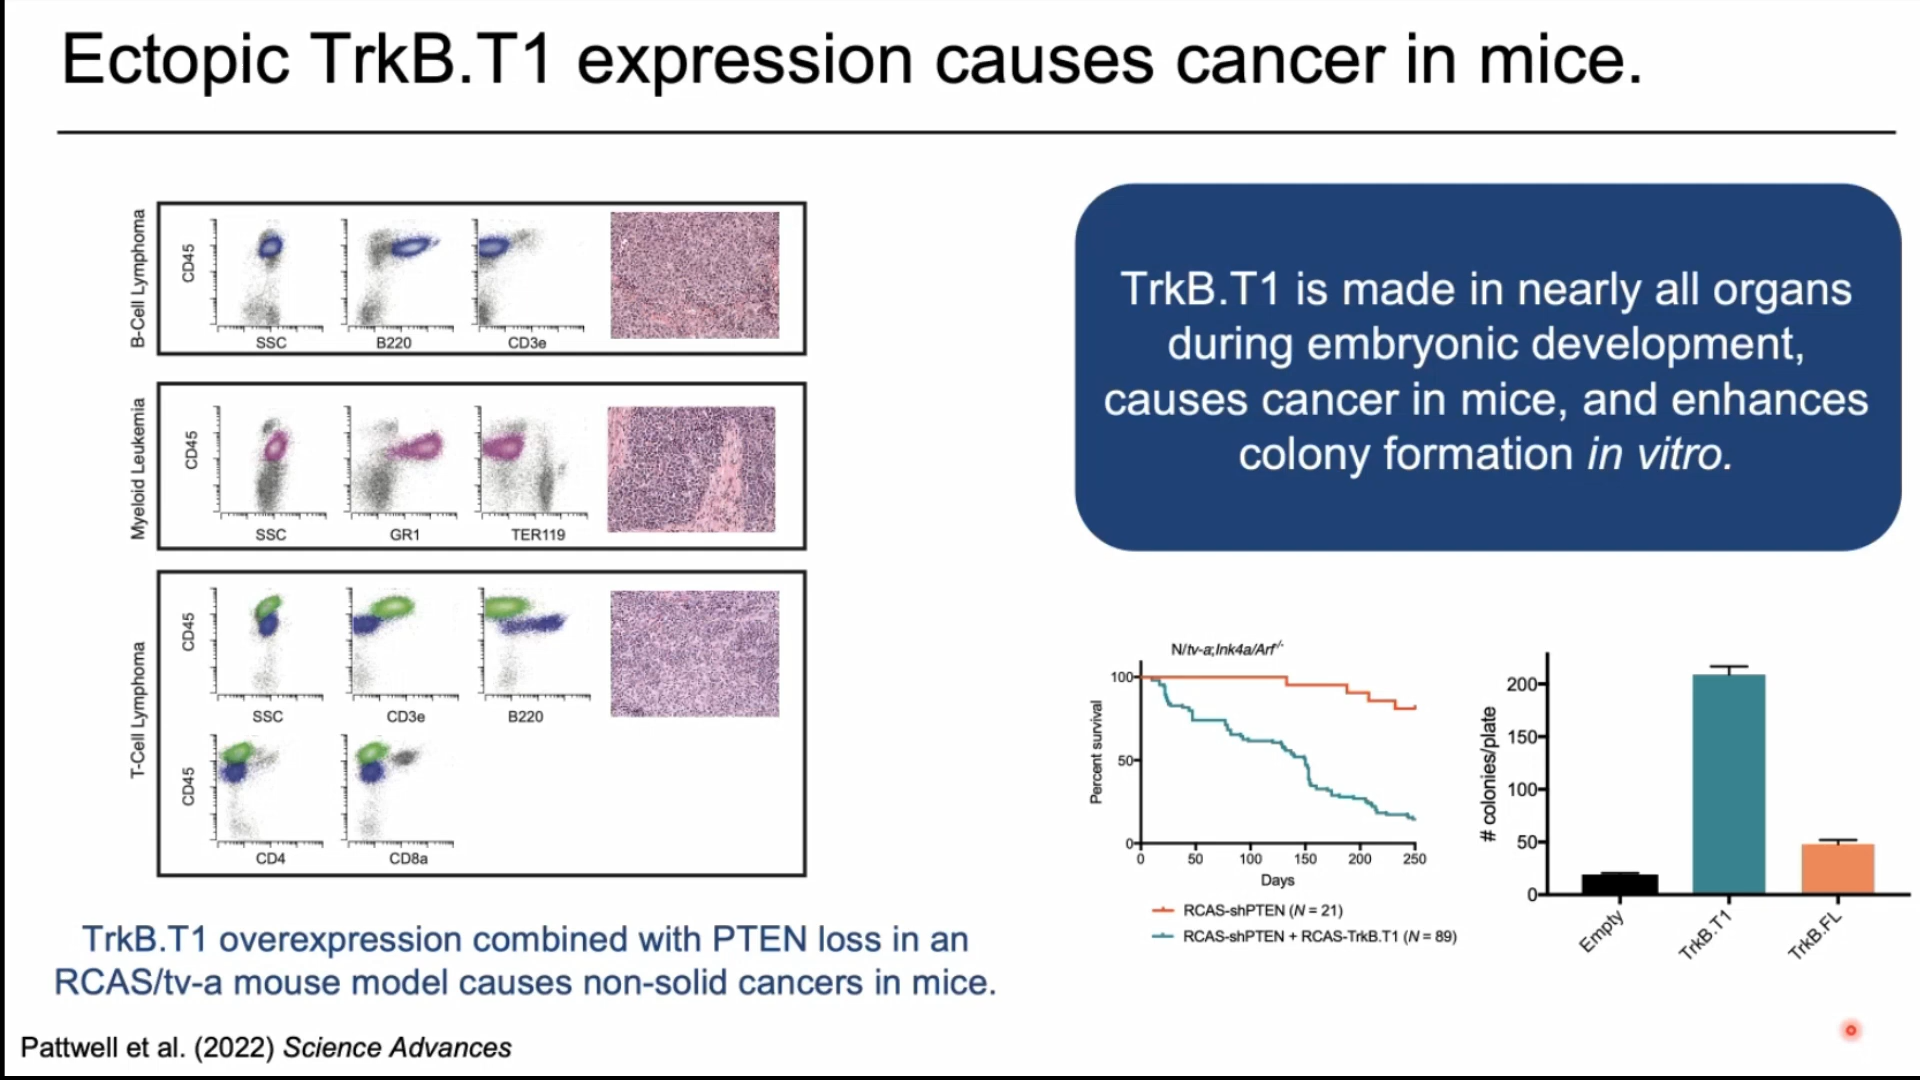 Ectopic TrkB.T1 expression causes cancer in mice.
B-Cell Lymphoma
CD45
SSC
B220
CD3e
Myeloid Leukemia
CD45
SSC
GR1
TER119
T-Cell Lymphoma
CD45
SSC
CD3e
B220
CD45
CD4
CD8a
TrkB.T1 overexpression combined with PTEN loss in an
RCAS/tv-a mouse model causes non-solid cancers in mice.
Pattwell et al. (2022) Science Advances
TrkB.T1 is made in nearly all organs
during embryonic development,
causes cancer in mice, and enhances
colony formation in vitro.
N/tv-a;Ink4a/Arf-/-
Percent survival
100
50
0
0 50 100 150 200 250
Days
RCAS-shPTEN (N = 21)
RCAS-shPTEN + RCAS-TrkB.T1 (N = 89)
# colonies/plate
200
150
100
50
0
Empty
TrkB.T1
TrkB.FL